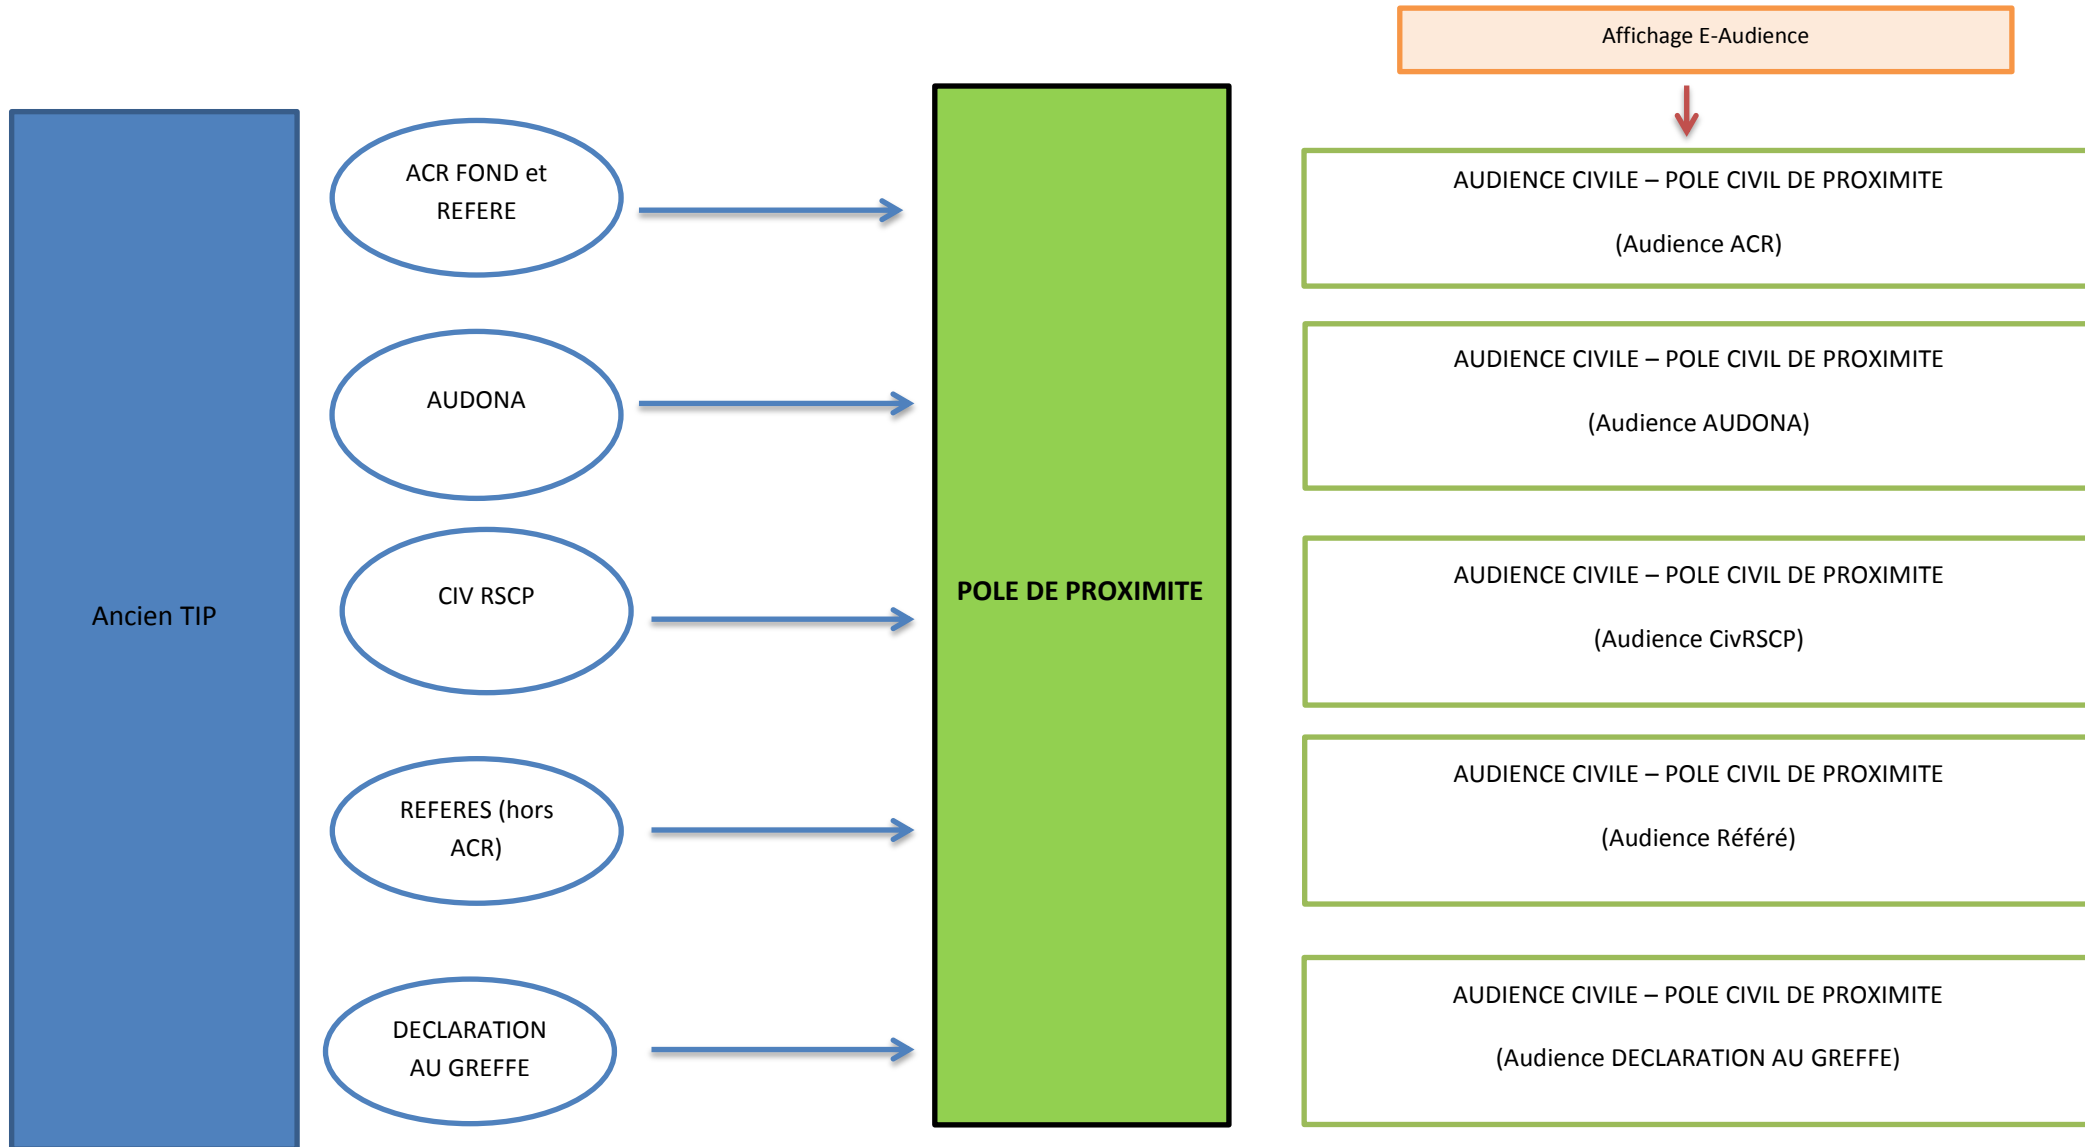 Affichage E-Audience
Ancien TIP
ACR FOND et
REFERE
AUDONA
CIV RSCP
REFERES (hors
ACR)
DECLARATION
AU GREFFE
POLE DE PROXIMITE
AUDIENCE CIVILE – POLE CIVIL DE PROXIMITE
(Audience ACR)
AUDIENCE CIVILE – POLE CIVIL DE PROXIMITE
(Audience AUDONA)
AUDIENCE CIVILE – POLE CIVIL DE PROXIMITE
(Audience CivRSCP)
AUDIENCE CIVILE – POLE CIVIL DE PROXIMITE
(Audience Référé)
AUDIENCE CIVILE – POLE CIVIL DE PROXIMITE
(Audience DECLARATION AU GREFFE)